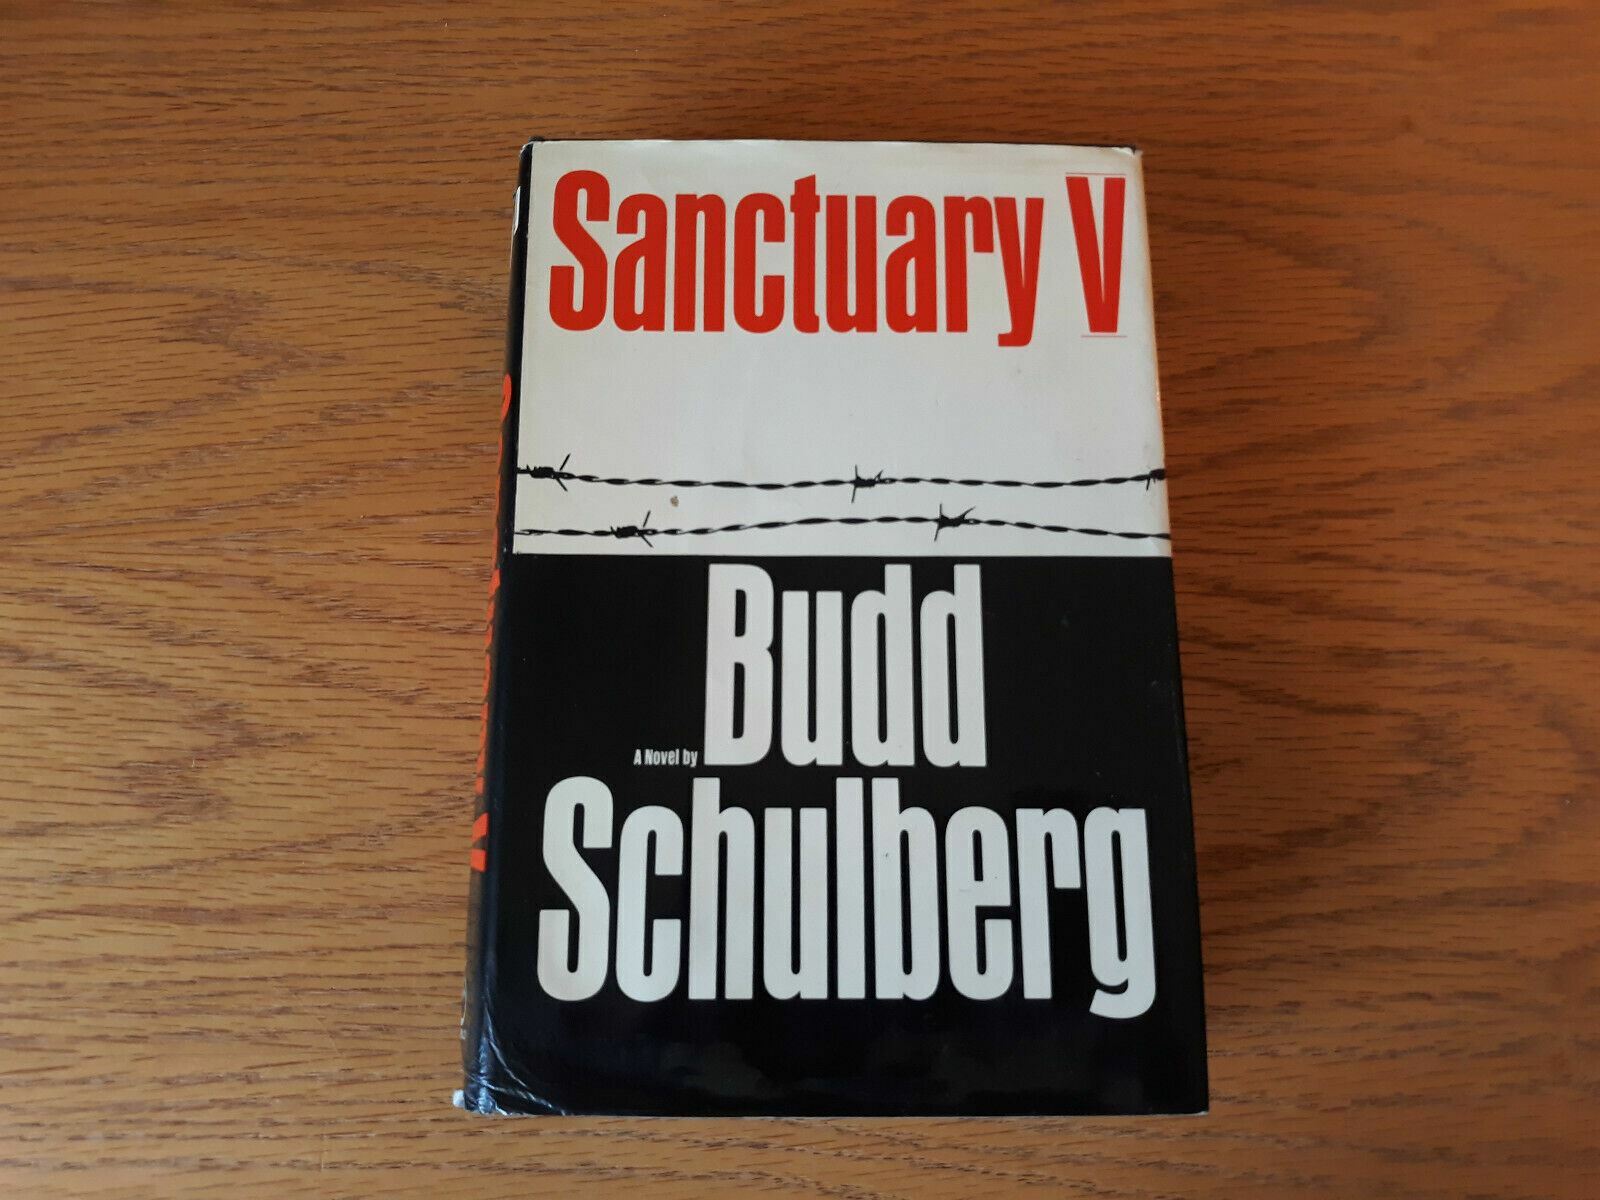 Sanctuary V
A Novel by Budd
Schulberg